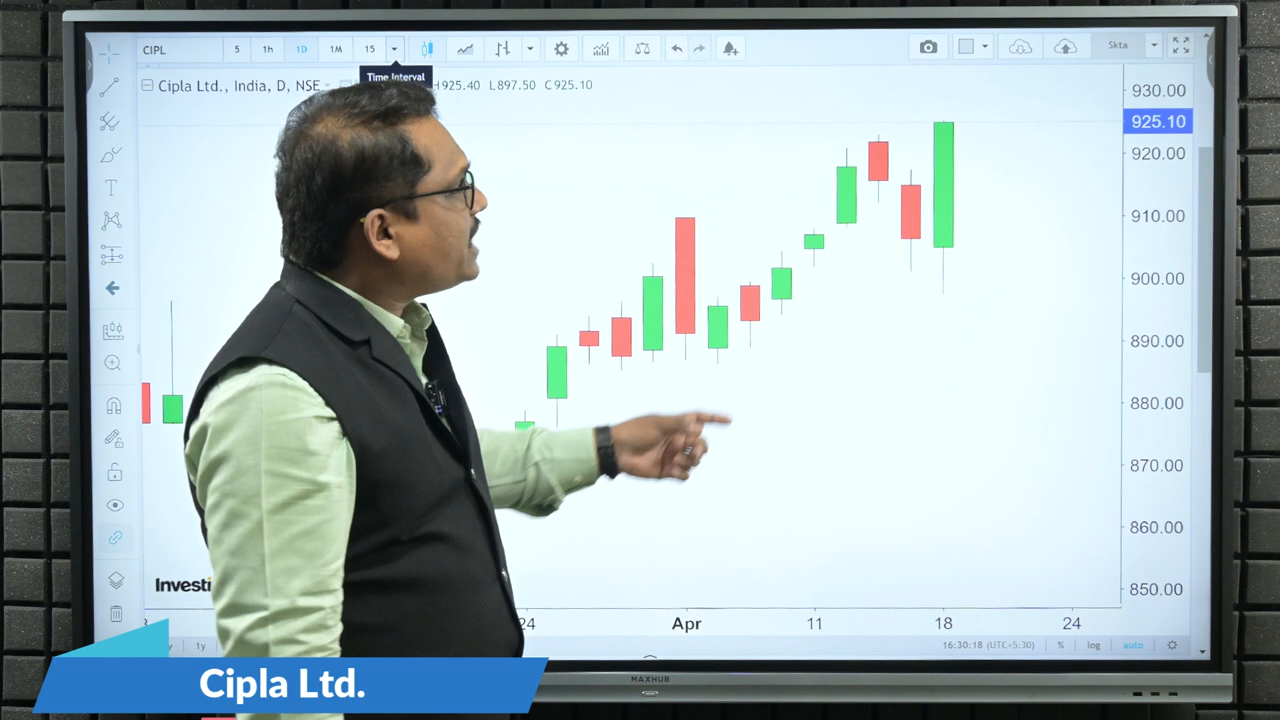 CIPL 5 1h 1D 1M 15 5kta
Time Interval
Cipla Ltd., India, D, NSE H925.40 L897.50 C925.10
930.00
925.10
920.00
910.00
900.00
890.00
880.00
870.00
860.00
850.00
Investi
24 Apr 11 18 24
1y 16:30:18 (UTC+5:30) % log auto
Cipla Ltd.
MAXHUB